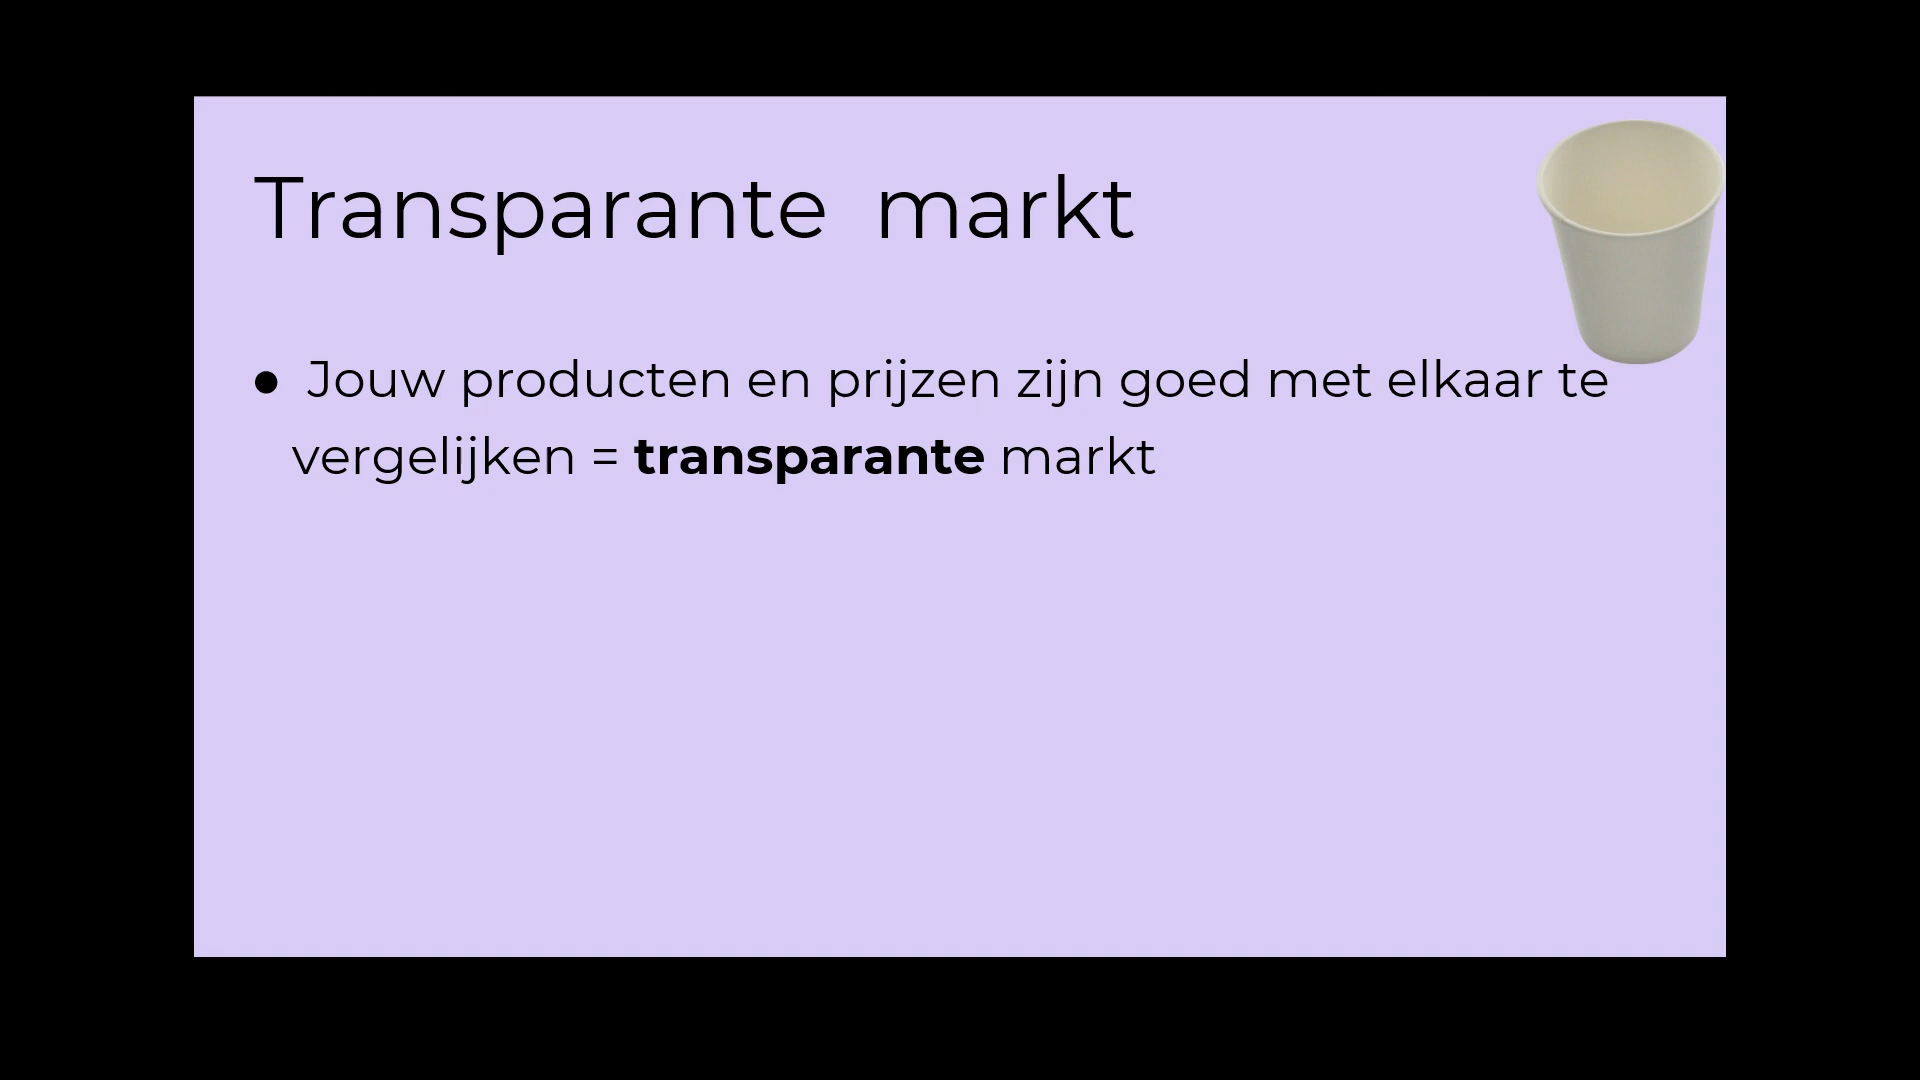 Transparante markt
● Jouw producten en prijzen zijn goed met elkaar te
vergelijken = transparante markt